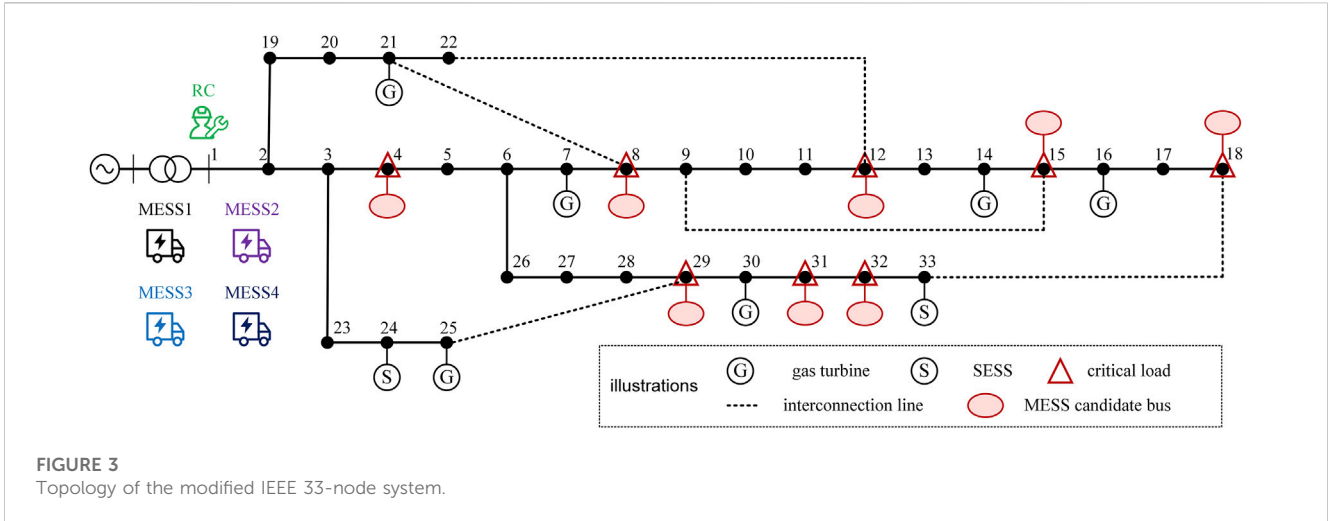 19 20 21 22
G
RC
1 2 3 4 5 6 7 8 9 10 11 12 13 14 15 16 17 18
G G G
MESS1 MESS2
MESS3 MESS4
26 27 28 29 30 31 32 33
G S
23 24 25
S G
illustrations
G gas turbine S SESS critical load
interconnection line MESS candidate bus
FIGURE 3
Topology of the modified IEEE 33-node system.